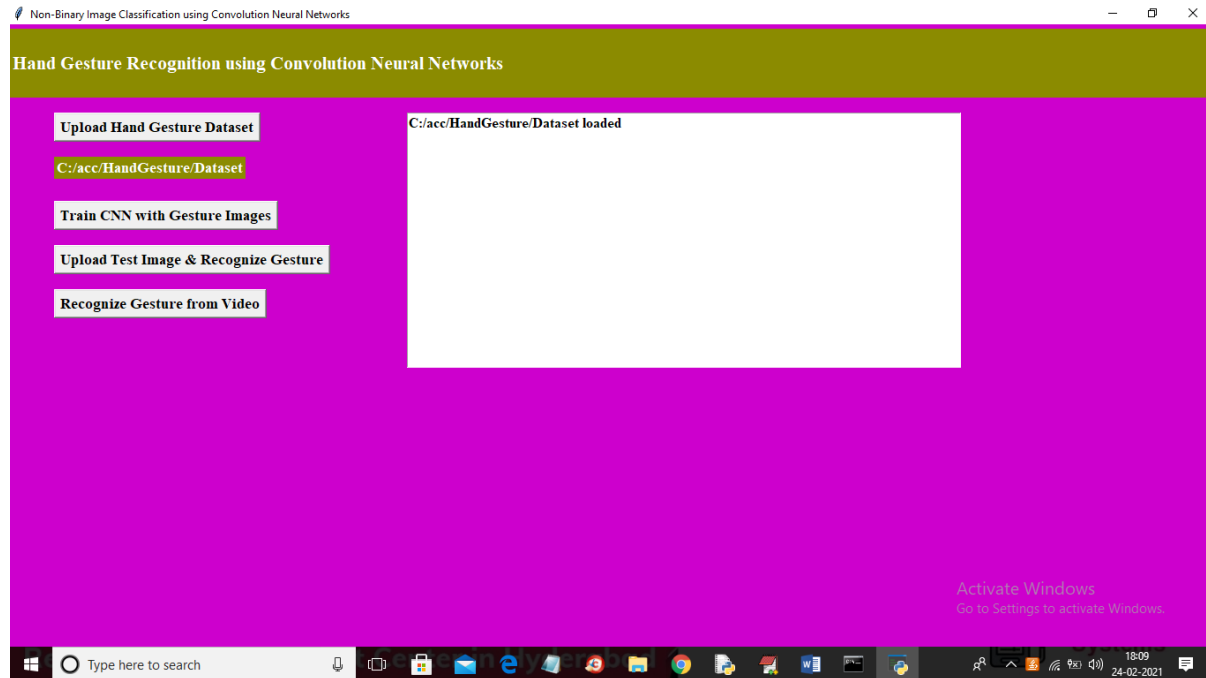 Non-Binary Image Classification using Convolution Neural Networks
Hand Gesture Recognition using Convolution Neural Networks
Upload Hand Gesture Dataset
C:/acc/HandGesture/Dataset
Train CNN with Gesture Images
Upload Test Image & Recognize Gesture
Recognize Gesture from Video
C:/acc/HandGesture/Dataset loaded
Activate Windows
Go to Settings to activate Windows.
Type here to search
18:09
24-02-2021